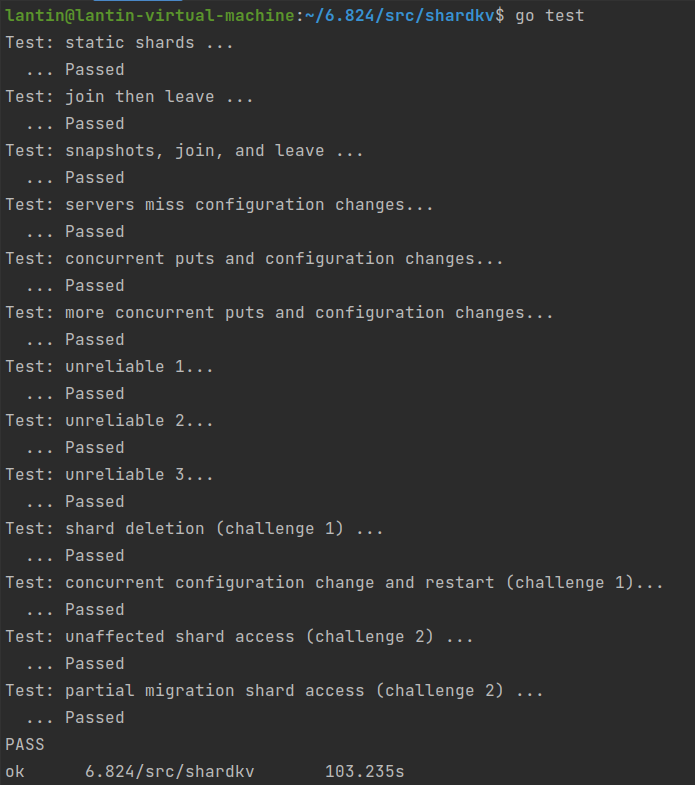 lantin@lantin-virtual-machine:~/6.824/src/shardkv$ go test
Test: static shards ...
  ... Passed
Test: join then leave ...
  ... Passed
Test: snapshots, join, and leave ...
  ... Passed
Test: servers miss configuration changes...
  ... Passed
Test: concurrent puts and configuration changes...
  ... Passed
Test: more concurrent puts and configuration changes...
  ... Passed
Test: unreliable 1...
  ... Passed
Test: unreliable 2...
  ... Passed
Test: unreliable 3...
  ... Passed
Test: shard deletion (challenge 1) ...
  ... Passed
Test: concurrent configuration change and restart (challenge 1)...
  ... Passed
Test: unaffected shard access (challenge 2) ...
  ... Passed
Test: partial migration shard access (challenge 2) ...
  ... Passed
PASS
ok      6.824/src/shardkv       103.235s